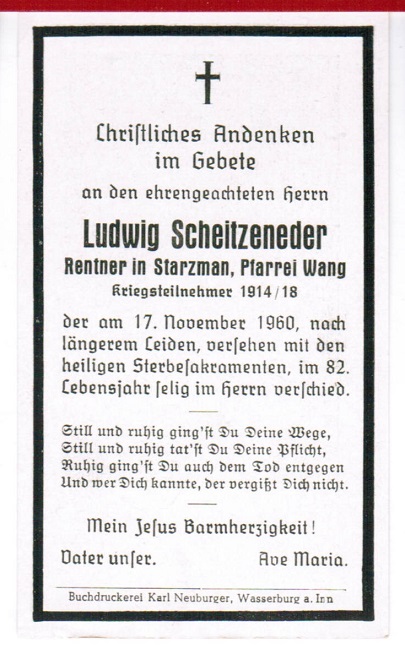 Christliches Andenken
im Gebete
an den ehrengeachteten Herrn
Ludwig Scheitzeneder
Rentner in Starzman, Pfarrei Wang
Kriegsteilnehmer 1914/18
der am 17. November 1960, nach
längerem Leiden, versehen mit den
heiligen Sterbesakramenten, im 82.
Lebensjahr selig im Herrn verschied.
Still und ruhig ging'st Du Deine Wege,
Still und ruhig tat'st Du Deine Pflicht,
Ruhig ging'st Du auch dem Tod entgegen
Und wer Dich kannte, der vergißt Dich nicht.
Mein Jesus Barmherzigkeit!
Vater unser. Ave Maria.
Buchdruckerei Karl Neuburger, Wasserburg a. Inn